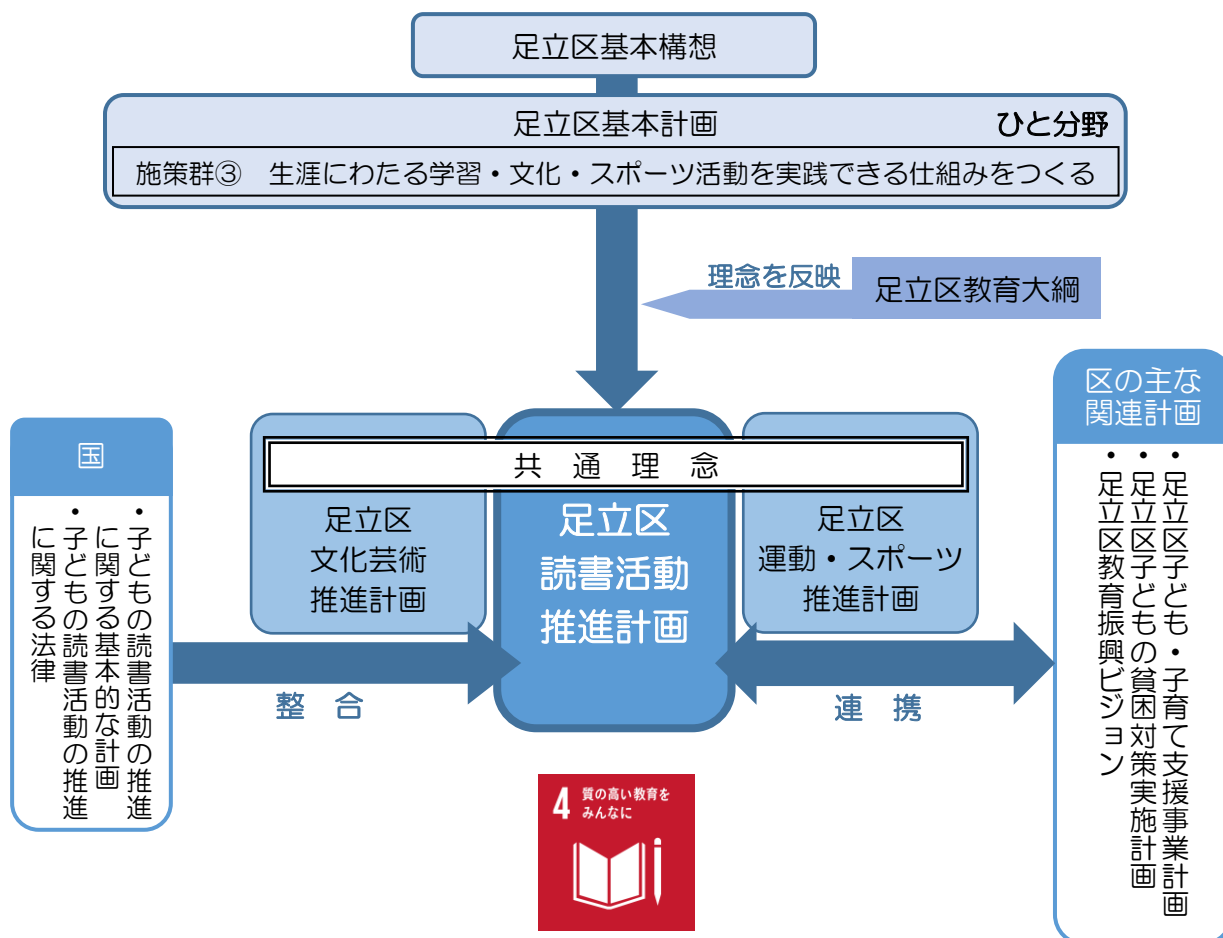 足立区基本構想
足立区基本計画
ひと分野
施策群③ 生涯にわたる学習・文化・スポーツ活動を実践できる仕組みをつくる
理念を反映
足立区教育大綱
国
・子どもの読書活動の推進
に関する基本的な計画
・子どもの読書活動の推進
に関する法律
共通理念
足立区
文化芸術
推進計画
足立区
読書活動
推進計画
足立区
運動・スポーツ
推進計画
整合
連携
区の主な
関連計画
・足立区子ども・子育て支援事業計画
・足立区子どもの貧困対策実施計画
・足立区教育振興ビジョン
4 質の高い教育を
みんなに